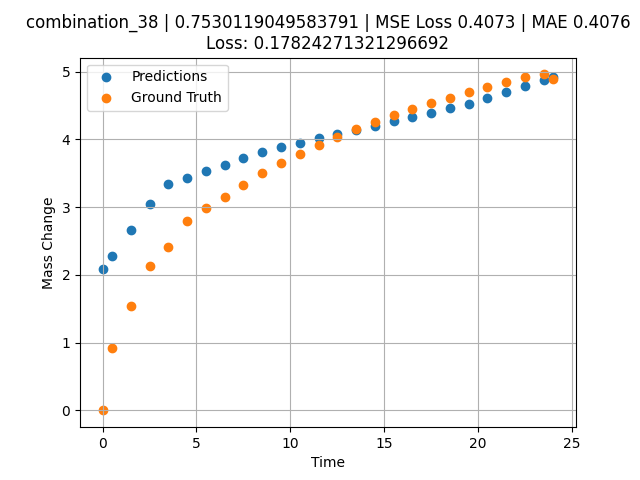 combination_38 | 0.7530119049583791 | MSE Loss 0.4073 | MAE 0.4076
Loss: 0.17824271321296692
Predictions
Ground Truth
5
4
3
2
1
0
Mass Change
0 5 10 15 20 25
Time